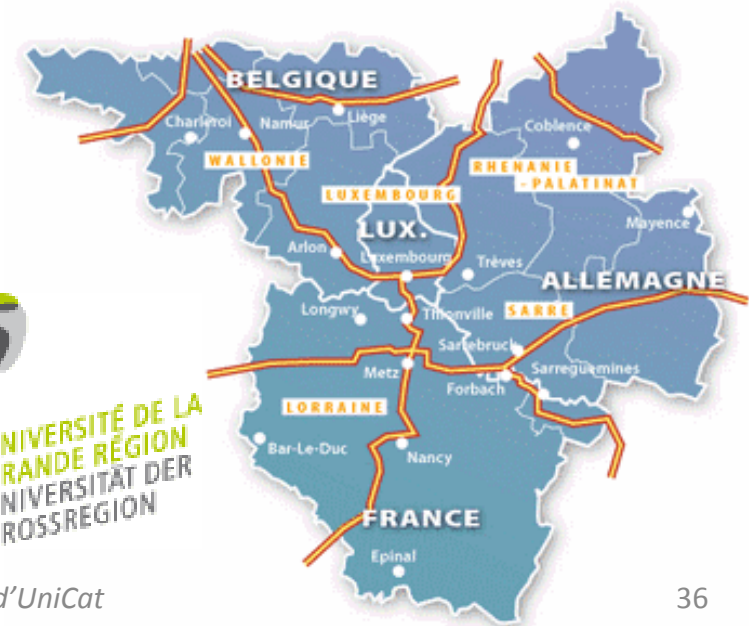 BELGIQUE
Charleroi
Namur
Liège
Coblence
WALLONIE
RHENANIE
-PALATINAT
LUXEMBOURG
Mayence
LUX.
Arlon
Luxembourg
Trèves
ALLEMAGNE
Longwy
Thionville
SARRE
Sarrebruck
Metz
Forbach
Sarreguemines
LORRAINE
Bar-Le-Duc
Nancy
FRANCE
Epinal
NIVERSITÉ DE LA
RANDE RÉGION
NIVERSITÄT DER
ROSSREGION
d'UniCat
36